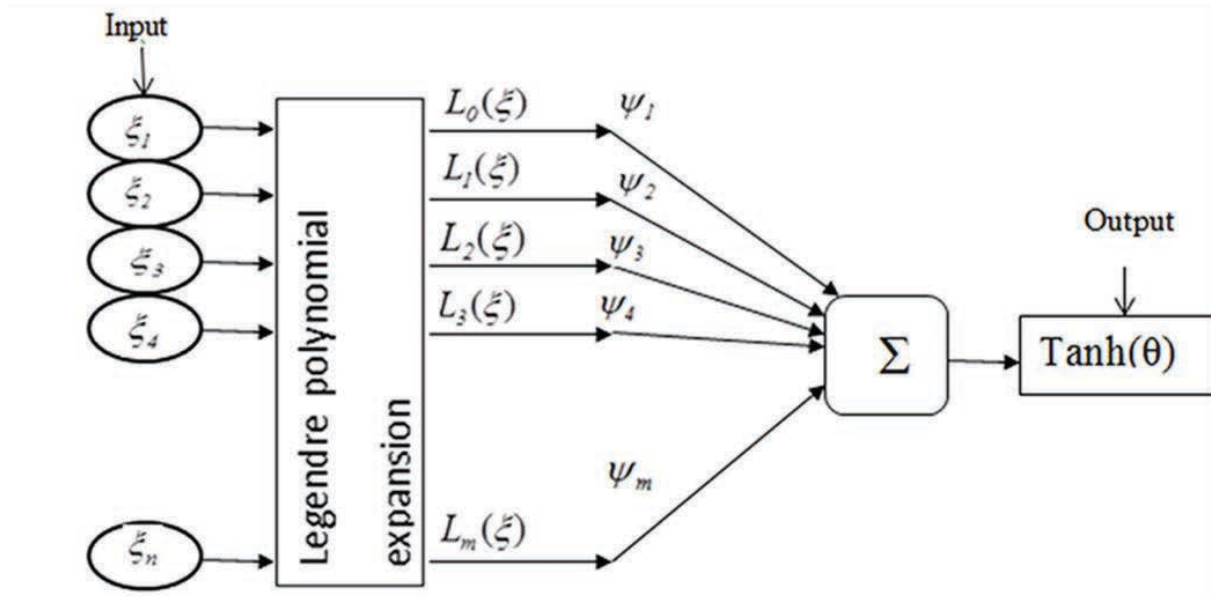 Input
ξ₁
ξ₂
ξ₃
ξ₄
ξₙ
Legendre polynomial
expansion
L₀(ξ)
L₁(ξ)
L₂(ξ)
L₃(ξ)
Lₘ(ξ)
ψ₁
ψ₂
ψ₃
ψ₄
ψₘ
Σ
Output
Tanh(θ)